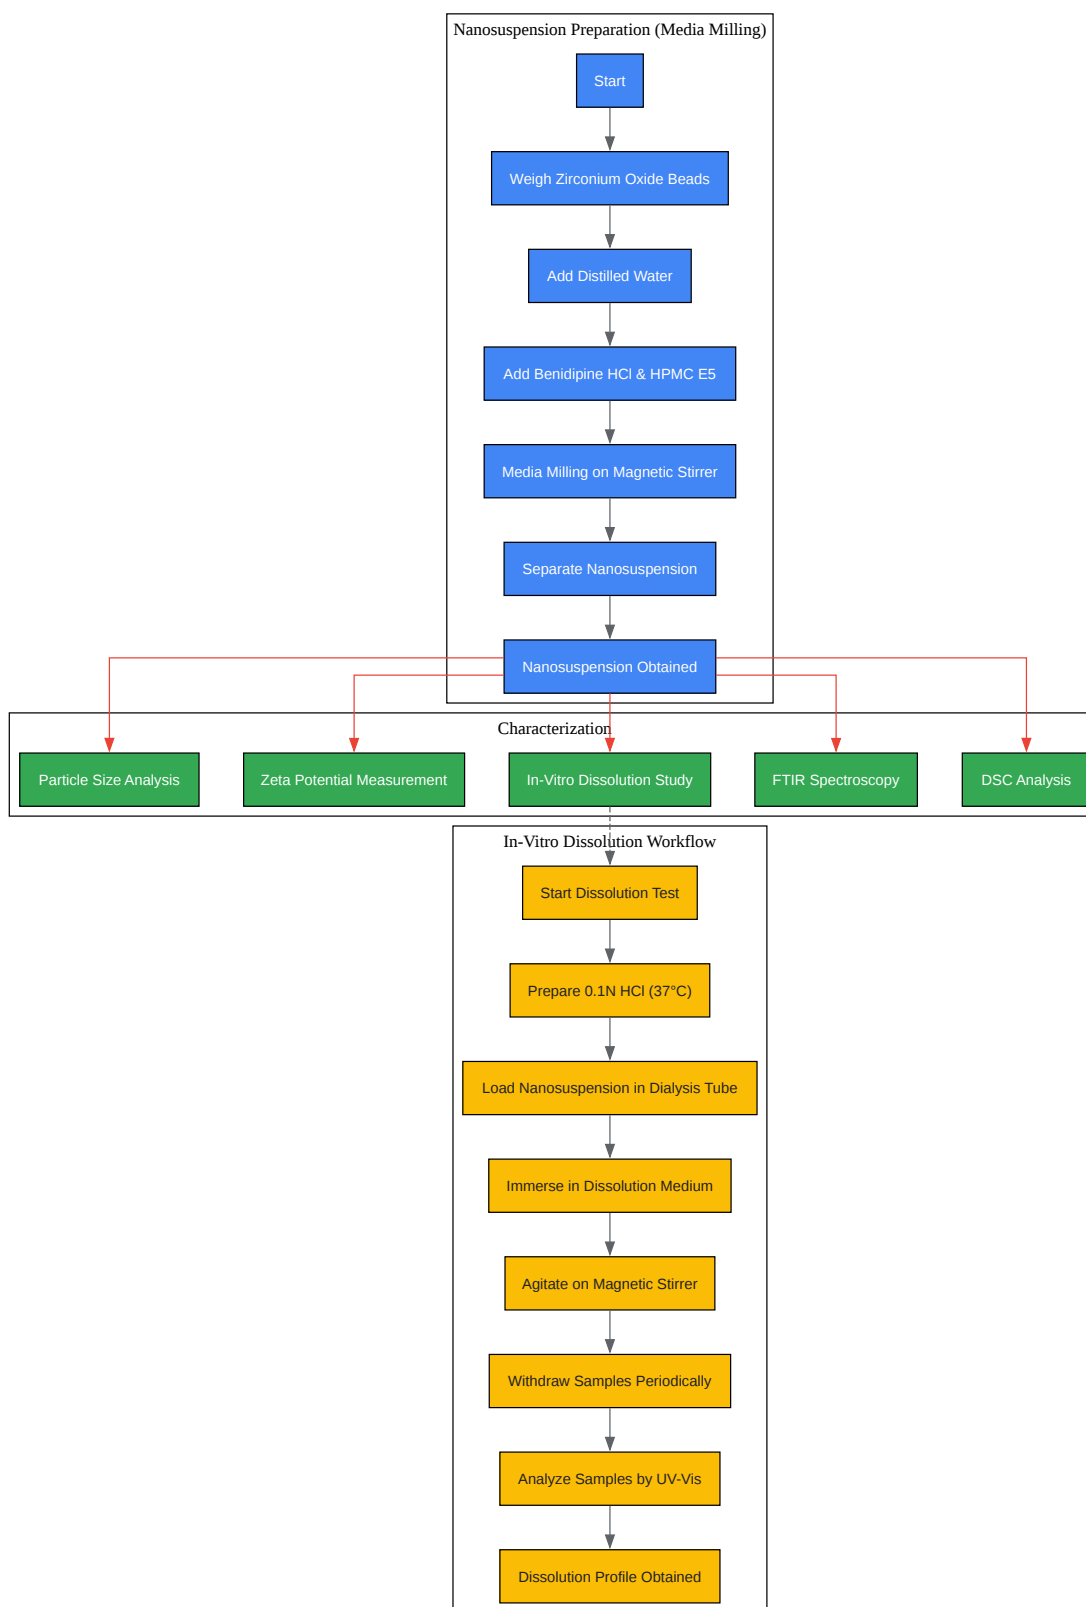 Nanosuspension Preparation (Media Milling)
Start
Weigh Zirconium Oxide Beads
Add Distilled Water
Add Benidipine HCl & HPMC E5
Media Milling on Magnetic Stirrer
Separate Nanosuspension
Nanosuspension Obtained
Characterization
Particle Size Analysis
Zeta Potential Measurement
In-Vitro Dissolution Study
FTIR Spectroscopy
DSC Analysis
In-Vitro Dissolution Workflow
Start Dissolution Test
Prepare 0.1N HCl (37°C)
Load Nanosuspension in Dialysis Tube
Immerse in Dissolution Medium
Agitate on Magnetic Stirrer
Withdraw Samples Periodically
Analyze Samples by UV-Vis
Dissolution Profile Obtained